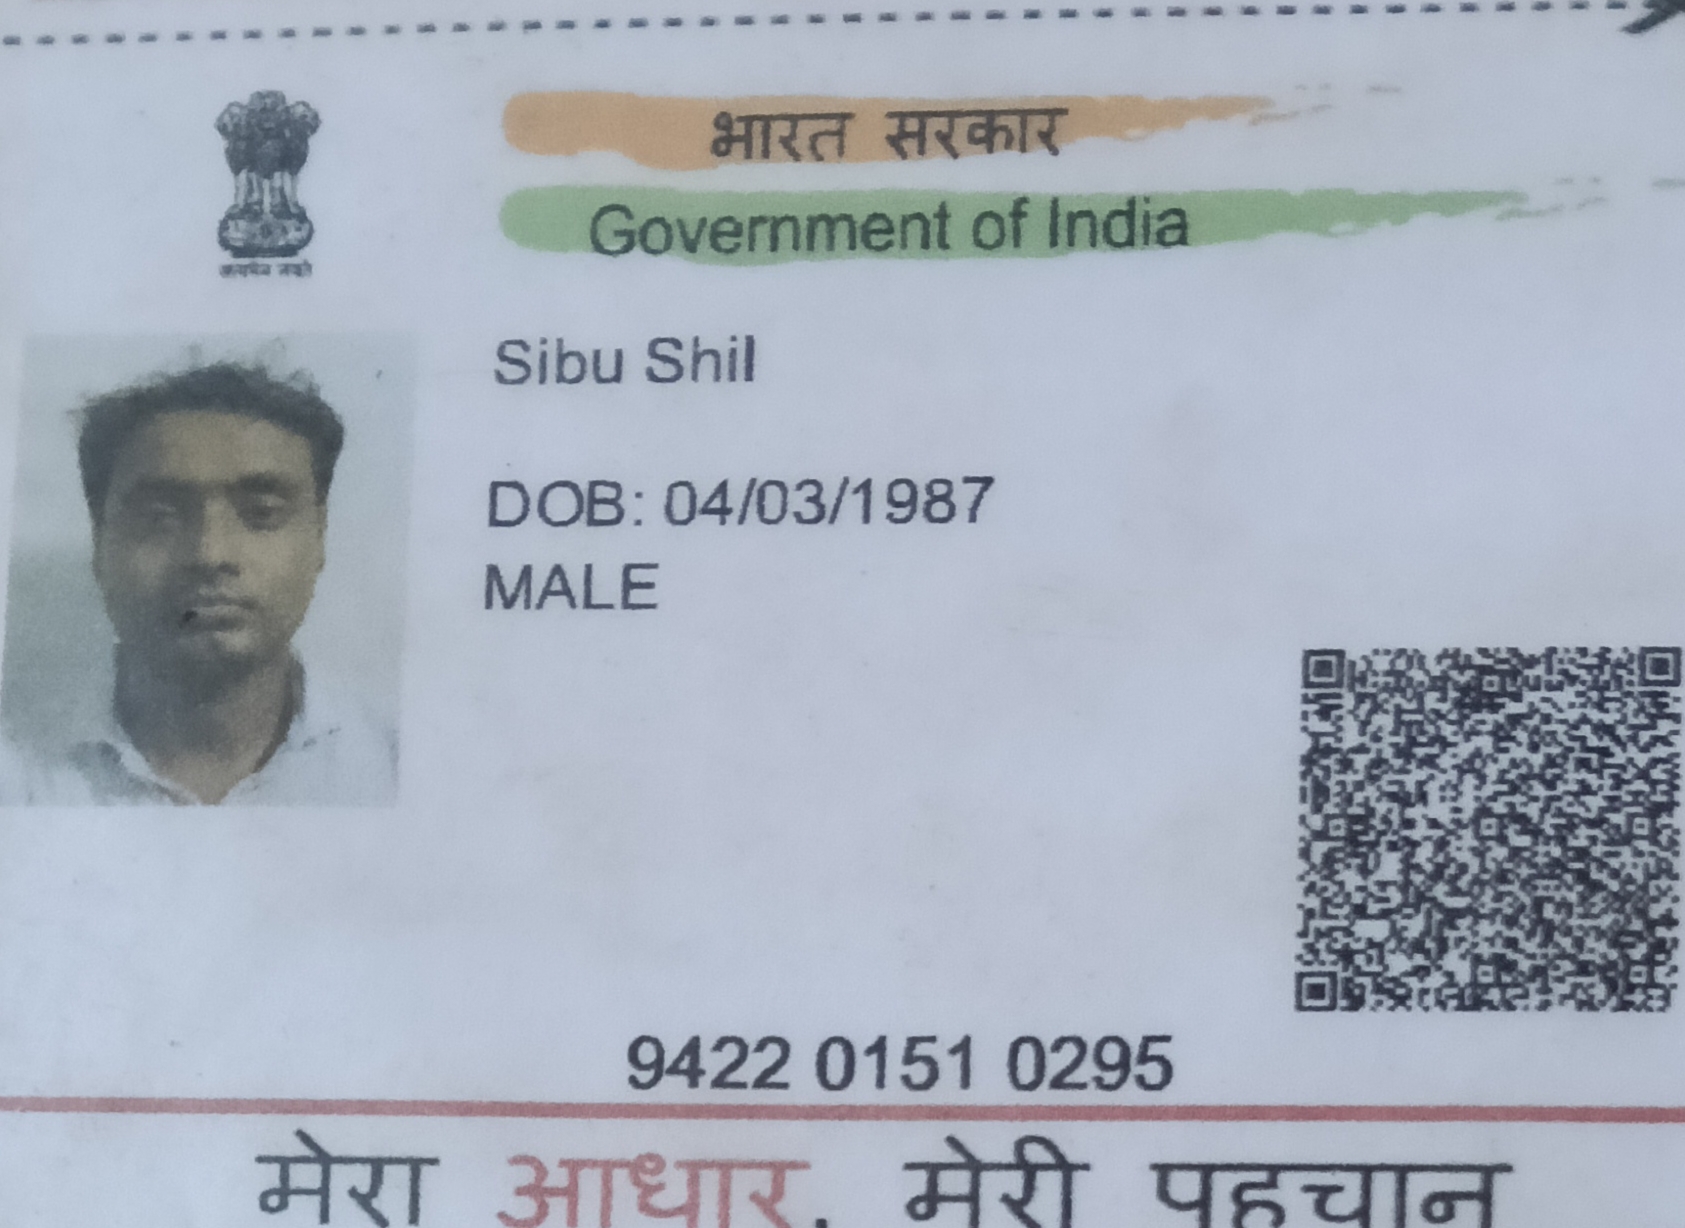 भारत सरकार
Government of India
सत्यमेव जयते
Sibu Shil
DOB: 04/03/1987
MALE
9422 0151 0295
मेरा आधार, मेरी पहचान